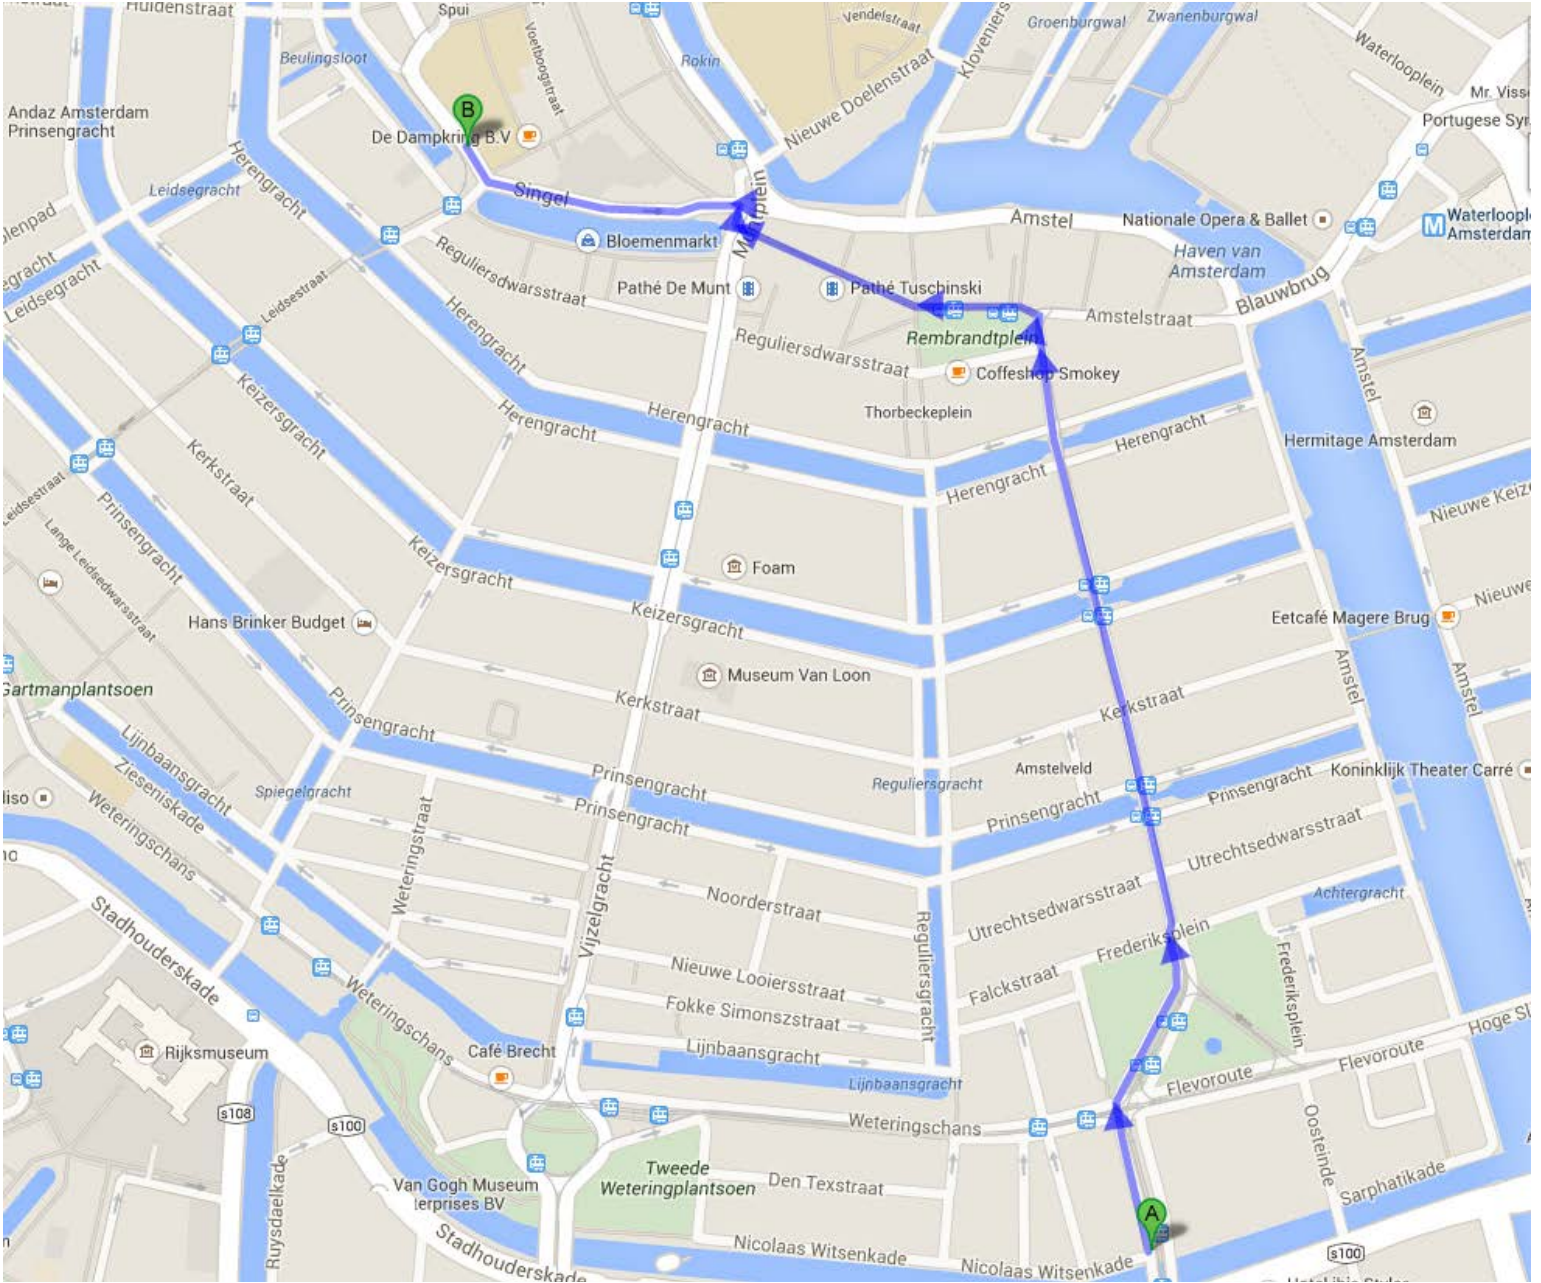 Huidenstraat
Spui
Vendelstraat
Groenburgwal
Zwanenburgwal
Beulingsloot
Voetboogstraat
Rokin
Kloveniers
Waterlooplein
Andaz Amsterdam
Prinsengracht
B
De Dampkring B.V
Nieuwe Doelenstraat
Mr. Viss
Portugese Syn
Herengracht
Leidsegracht
Singel
Muntplein
Amstel
Nationale Opera & Ballet
Waterloopl
Amsterdam
M
Bloemenmarkt
Haven van
Amsterdam
Reguliersdwarsstraat
Pathé De Munt
Pathé Tuschinski
Blauwbrug
Leidsegracht
Leidsestraat
Herengracht
Amstelstraat
Rembrandtplein
Reguliersdwarsstraat
Coffeshop Smokey
Amstel
Keizersgracht
Herengracht
Herengracht
Thorbeckeplein
Herengracht
Hermitage Amsterdam
Kerkstraat
Herengracht
Leidsestraat
Prinsengracht
Lange Leidsedwarsstraat
Nieuwe Keize
Keizersgracht
Foam
Hans Brinker Budget
Keizersgracht
Eetcafé Magere Brug
Nieuwe
Gartmanplantsoen
Museum Van Loon
Amstel
Amstel
Prinsengracht
Kerkstraat
Kerkstraat
Lijnbaansgracht
Zieseniskade
Spiegelgracht
Prinsengracht
Reguliersgracht
Amstelveld
Koninklijk Theater Carré
Prinsengracht
Prinsengracht
Prinsengracht
liso
Weteringschans
Weteringstraat
Utrechtsedwarsstraat
Vijzelgracht
Noorderstraat
Utrechtsedwarsstraat
Achtergracht
Stadhouderskade
Reguliersgracht
Frederiksplein
Frederiksplein
Nieuwe Looiersstraat
Falckstraat
Weteringschans
Fokke Simonszstraat
Hoge Sl
Rijksmuseum
Café Brecht
Lijnbaansgracht
Lijnbaansgracht
Flevoroute
Flevoroute
s108
s100
Weteringschans
Oosteinde
Ruysdaelkade
Van Gogh Museum
terprises BV
Tweede
Weteringplantsoen
Den Texstraat
Sarphatikade
A
Stadhouderskade
Nicolaas Witsenkade
Nicolaas Witsenkade
s100